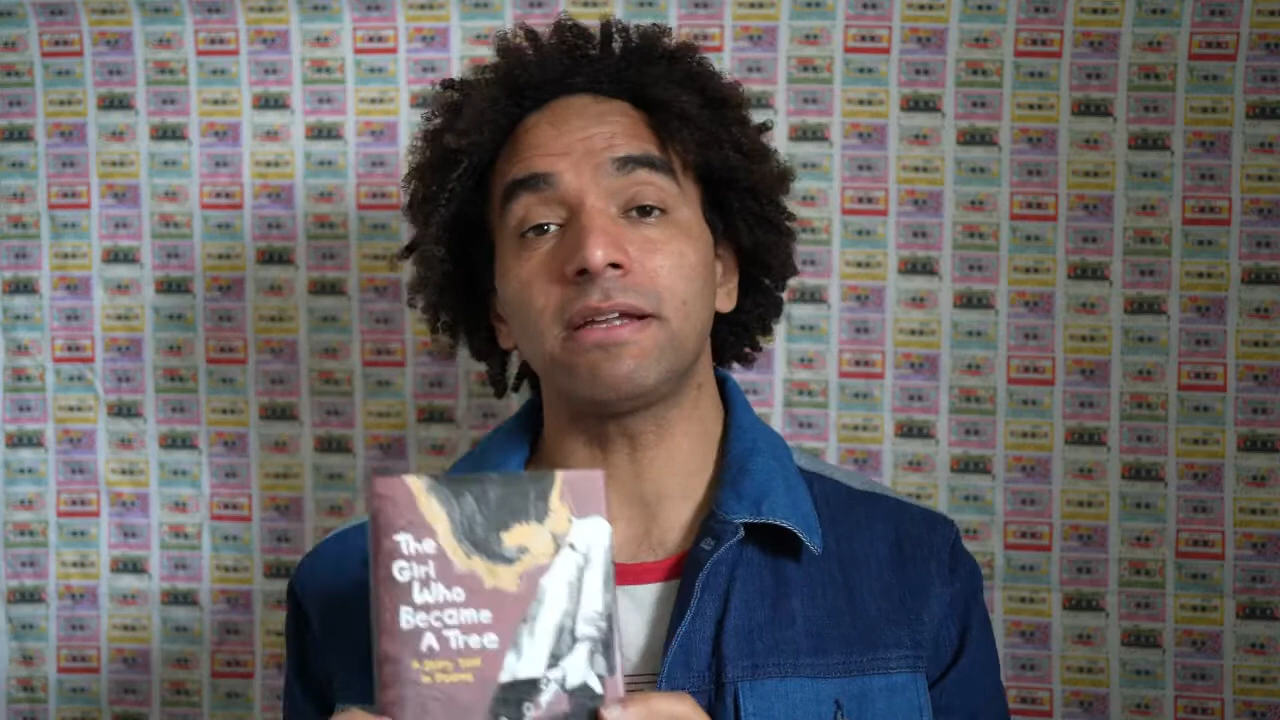 The
Girl
Who
Became
A Tree
A Story Told
in Poems